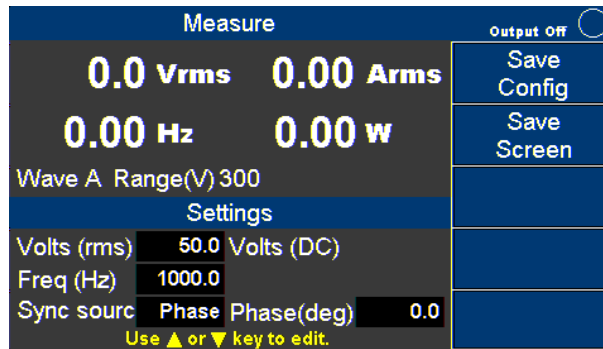 Measure
Output Off
0.0 Vrms 0.00 Arms
Save
Config
0.00 Hz 0.00 W
Save
Screen
Wave A Range(V) 300
Settings
Volts (rms) 50.0 Volts (DC)
Freq (Hz) 1000.0
Sync sourc Phase Phase(deg) 0.0
Use ▲ or ▼ key to edit.